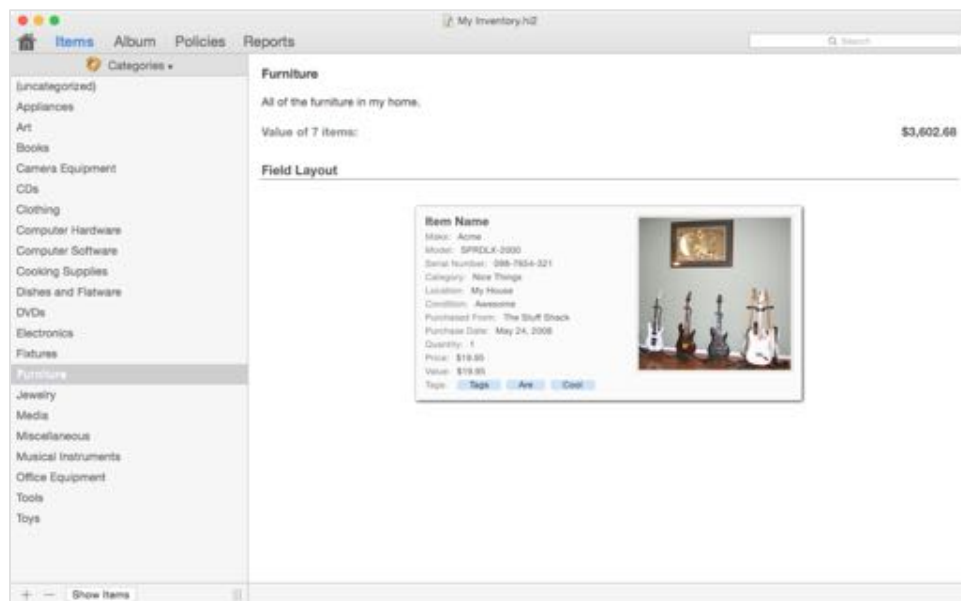 My Inventory.hi2
Items Album Policies Reports
Search
Categories
(uncategorized)
Appliances
Art
Books
Camera Equipment
CDs
Clothing
Computer Hardware
Computer Software
Cooking Supplies
Dishes and Flatware
DVDs
Electronics
Fixtures
Furniture
Jewelry
Media
Miscellaneous
Musical Instruments
Office Equipment
Tools
Toys
+ − Show Items
Furniture
All of the furniture in my home.
Value of 7 items: $3,602.68
Field Layout
Item Name
Make: Acme
Model: SPRDLX-2000
Serial Number: 098-7654-321
Category: Nice Things
Location: My House
Condition: Awesome
Purchased From: The Stuff Shack
Purchase Date: May 24, 2008
Quantity: 1
Price: $19.95
Value: $19.95
Tags: Tags Are Cool